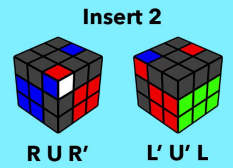 Insert 2
R U R’ L’ U’ L